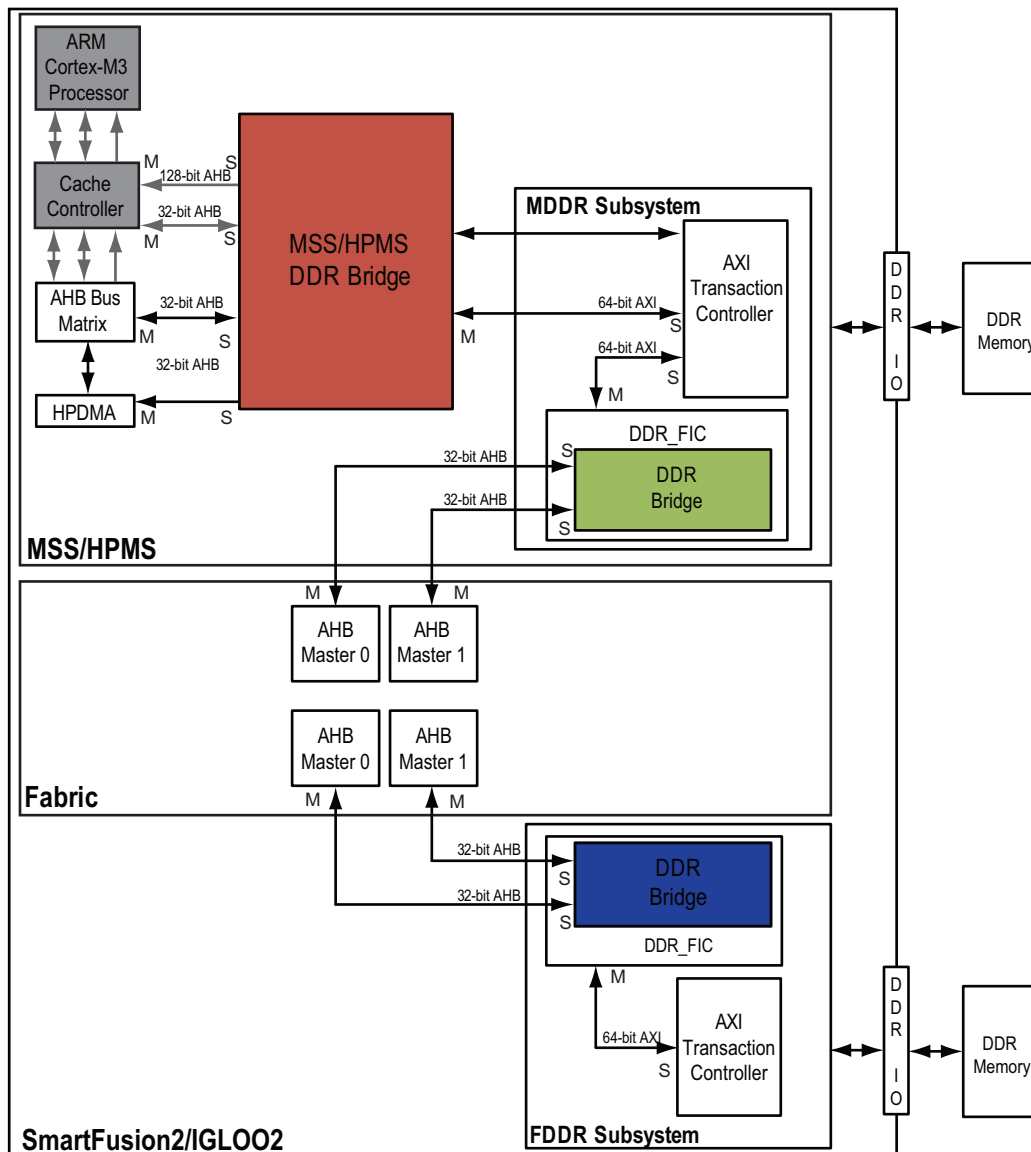 ARM
Cortex-M3
Processor
M
S
128-bit AHB
Cache
Controller
32-bit AHB
M
S
MSS/HPMS
DDR Bridge
MDDR Subsystem
AXI
Transaction
Controller
AHB Bus
Matrix
32-bit AHB
M
S
32-bit AHB
64-bit AXI
M
S
64-bit AXI
S
M
HPDMA
M
S
DDR_FIC
32-bit AHB
S
DDR
Bridge
32-bit AHB
S
MSS/HPMS
DDR IO
DDR
Memory
M
M
AHB
Master 0
AHB
Master 1
AHB
Master 0
AHB
Master 1
M
M
Fabric
32-bit AHB
S
DDR
Bridge
32-bit AHB
S
DDR_FIC
M
64-bit AXI
S
AXI
Transaction
Controller
DDR IO
DDR
Memory
FDDR Subsystem
SmartFusion2/IGLOO2